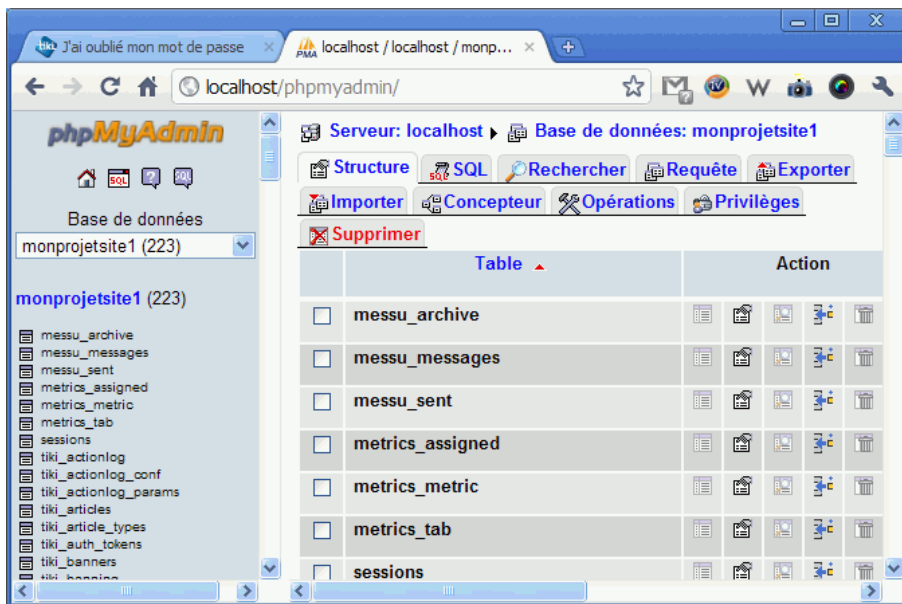 J'ai oublié mon mot de passe
localhost / localhost / monp...
localhost/phpmyadmin/
phpMyAdmin
Base de données
monprojetsite1 (223)
monprojetsite1 (223)
messu_archive
messu_messages
messu_sent
metrics_assigned
metrics_metric
metrics_tab
sessions
tiki_actionlog
tiki_actionlog_conf
tiki_actionlog_params
tiki_articles
tiki_article_types
tiki_auth_tokens
tiki_banners
tiki_banning
Serveur: localhost ▸ Base de données: monprojetsite1
Structure SQL Rechercher Requête Exporter
Importer Concepteur Opérations Privilèges
Supprimer
Table Action
messu_archive
messu_messages
messu_sent
metrics_assigned
metrics_metric
metrics_tab
sessions